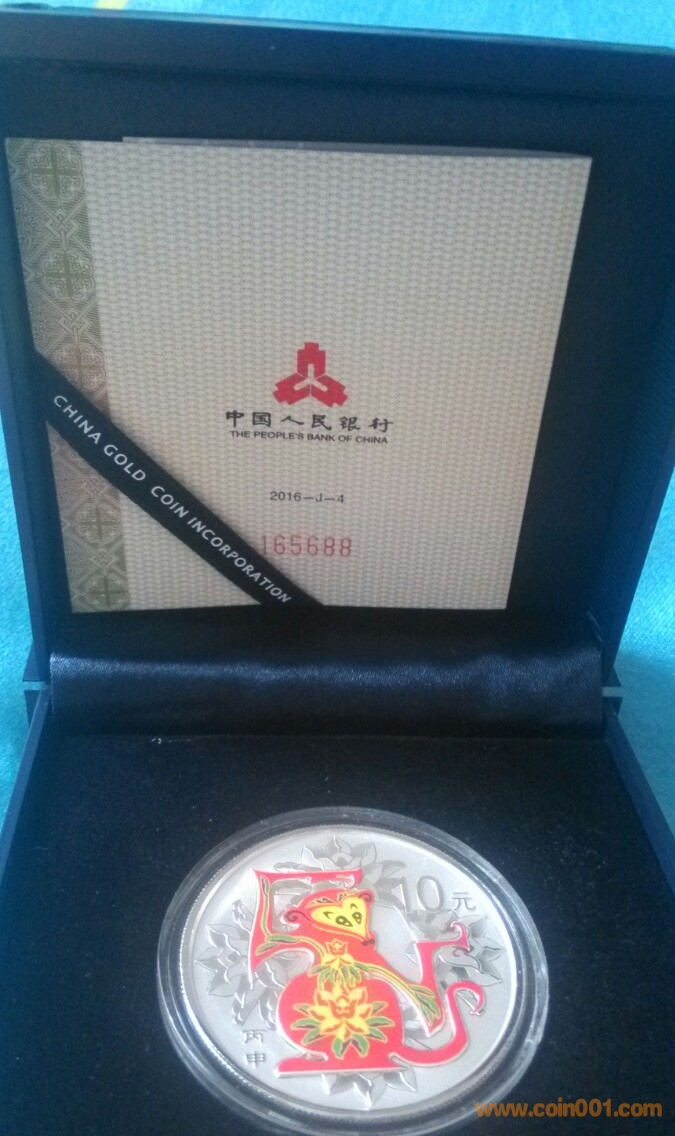 中国人民银行
THE PEOPLE'S BANK OF CHINA
2016-J-4
165688
CHINA GOLD COIN INCORPORATION
10元
丙申
www.coin001.com